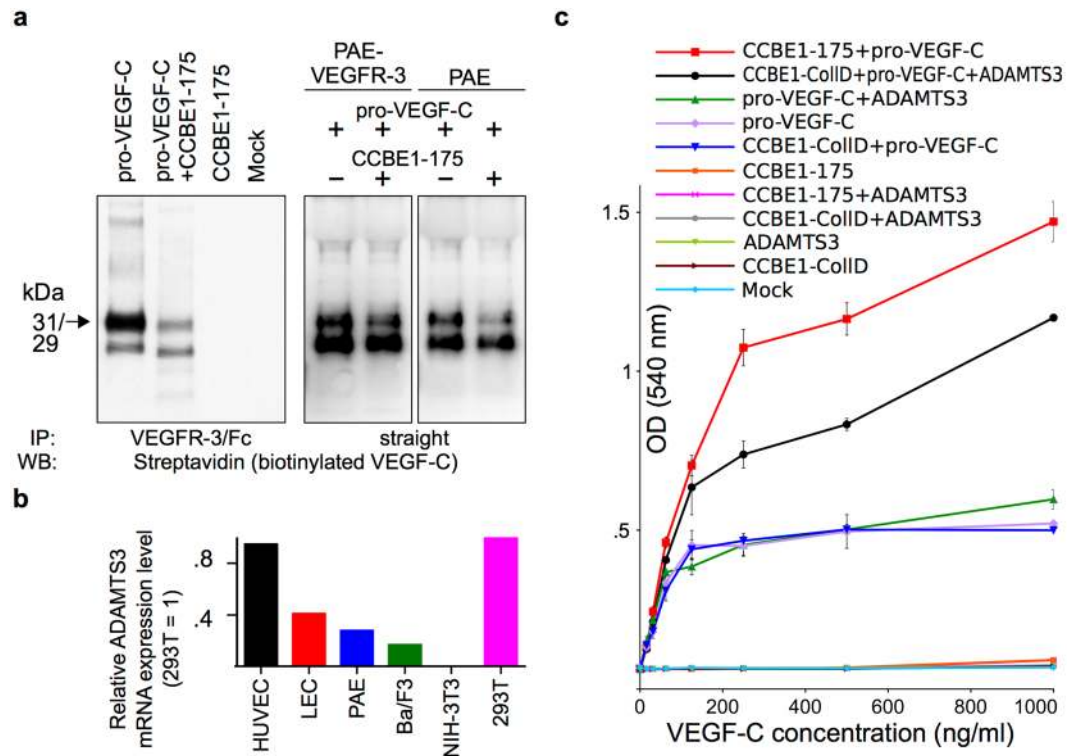 a
pro-VEGF-C
pro-VEGF-C
+CCBE1-175
CCBE1-175
Mock
PAE-
VEGFR-3
PAE
pro-VEGF-C
+ + + +
CCBE1-175
– + – +
kDa
31/
29
IP: VEGFR-3/Fc straight
WB: Streptavidin (biotinylated VEGF-C)
b
Relative ADAMTS3
mRNA expression level
(293T = 1)
.8
.4
HUVEC
LEC
PAE
Ba/F3
NIH-3T3
293T
c
CCBE1-175+pro-VEGF-C
CCBE1-CollD+pro-VEGF-C+ADAMTS3
pro-VEGF-C+ADAMTS3
pro-VEGF-C
CCBE1-CollD+pro-VEGF-C
CCBE1-175
CCBE1-175+ADAMTS3
CCBE1-CollD+ADAMTS3
ADAMTS3
CCBE1-CollD
Mock
OD (540 nm)
1.5
1
.5
0 200 400 600 800 1000
VEGF-C concentration (ng/ml)